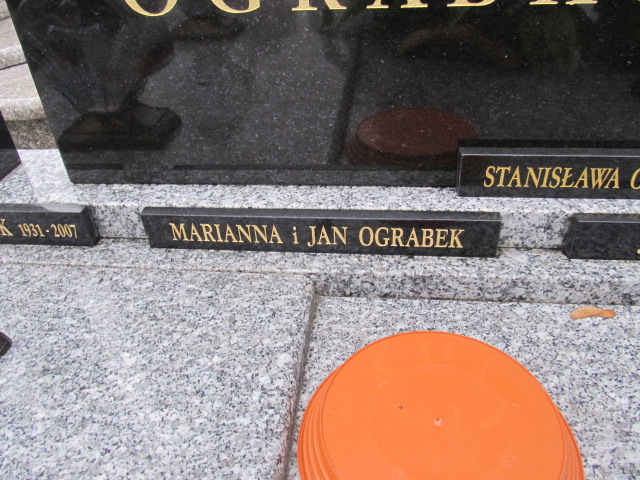 STANISŁAWA
K 1931-2007
MARIANNA i JAN OGRABEK